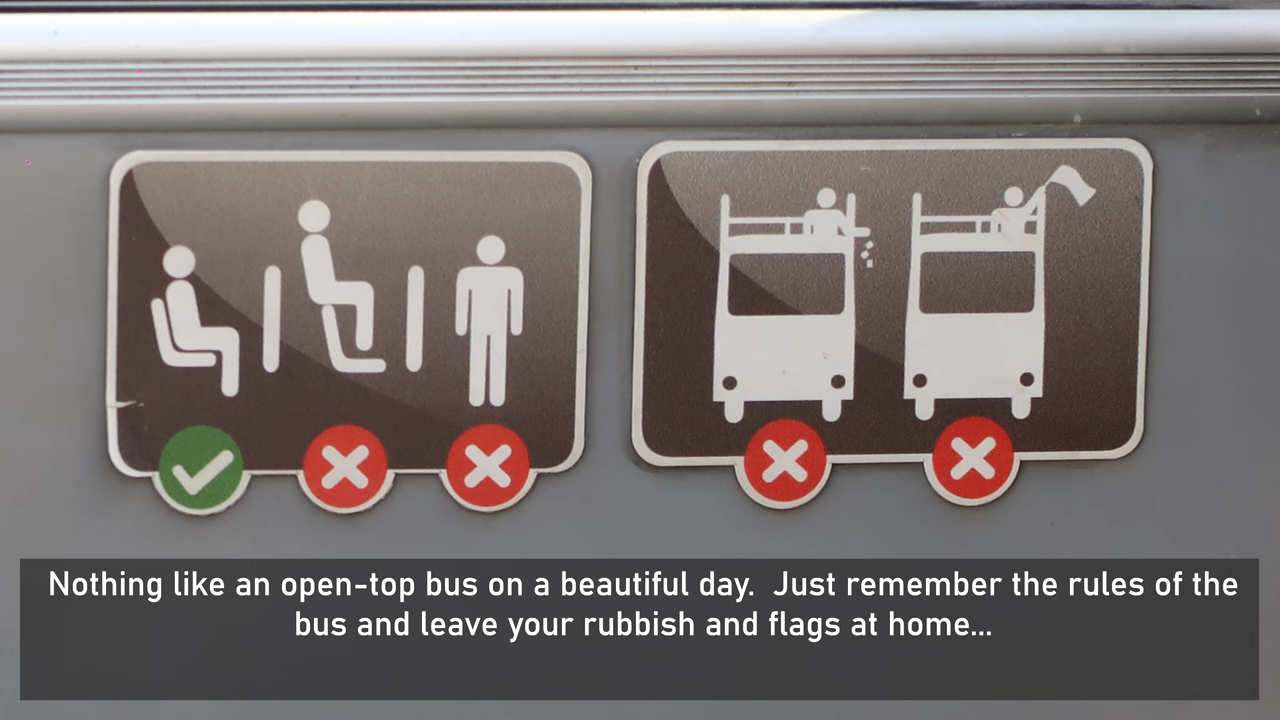 Nothing like an open-top bus on a beautiful day.  Just remember the rules of the
bus and leave your rubbish and flags at home...